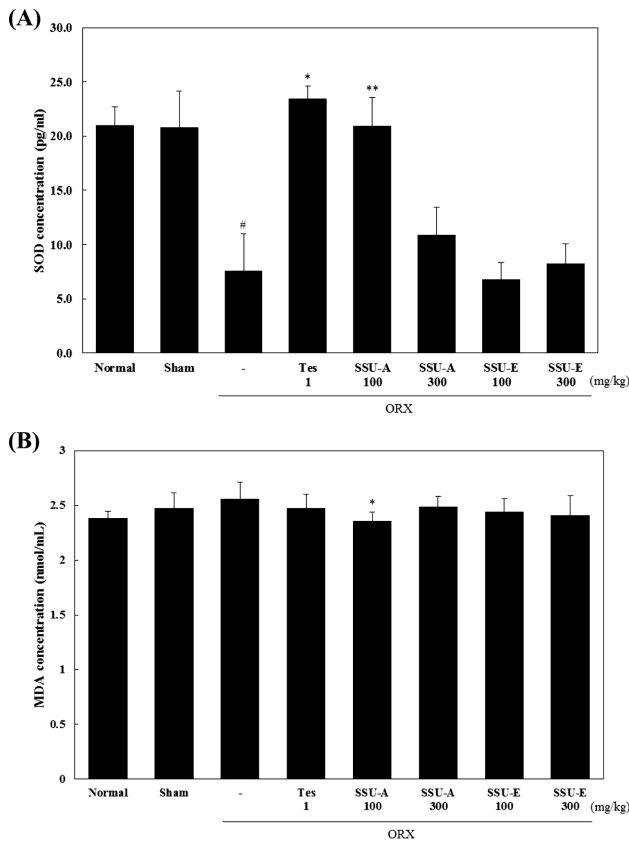 (A)
30.0
25.0
20.0
15.0
10.0
5.0
0.0
SOD concentration (pg/ml)
#
*
**
Normal Sham - Tes SSU-A SSU-A SSU-E SSU-E
1 100 300 100 300 (mg/kg)
ORX
(B)
3
2.5
2
1.5
1
0.5
0
MDA concentration (nmol/mL)
*
Normal Sham - Tes SSU-A SSU-A SSU-E SSU-E
1 100 300 100 300 (mg/kg)
ORX